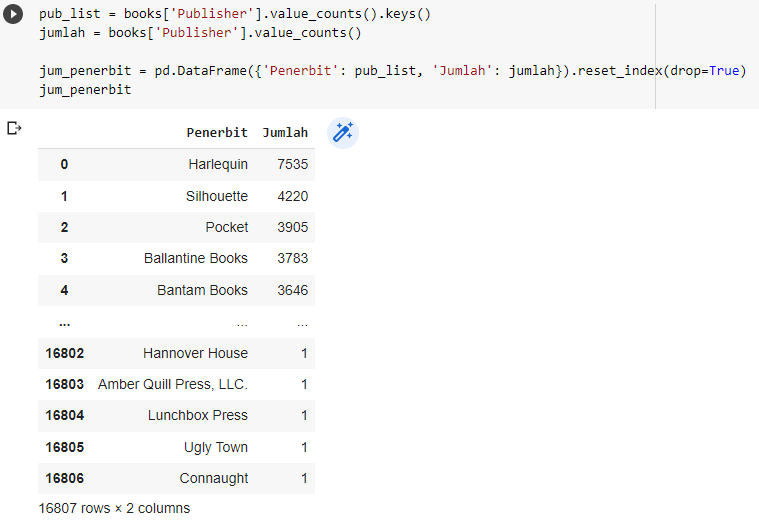 pub_list = books['Publisher'].value_counts().keys()
jumlah = books['Publisher'].value_counts()
jum_penerbit = pd.DataFrame({'Penerbit': pub_list, 'Jumlah': jumlah}).reset_index(drop=True)
jum_penerbit
Penerbit Jumlah
0 Harlequin 7535
1 Silhouette 4220
2 Pocket 3905
3 Ballantine Books 3783
4 Bantam Books 3646
... ... ...
16802 Hannover House 1
16803 Amber Quill Press, LLC. 1
16804 Lunchbox Press 1
16805 Ugly Town 1
16806 Connaught 1
16807 rows × 2 columns